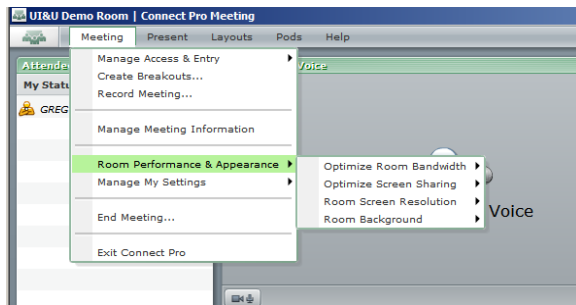 UI&U Demo Room | Connect Pro Meeting
Meeting Present Layouts Pods Help
Attende
Voice
My Statu
GREG
Manage Access & Entry
Create Breakouts...
Record Meeting...
Manage Meeting Information
Room Performance & Appearance
Manage My Settings
End Meeting...
Exit Connect Pro
Optimize Room Bandwidth
Optimize Screen Sharing
Room Screen Resolution
Room Background
Voice